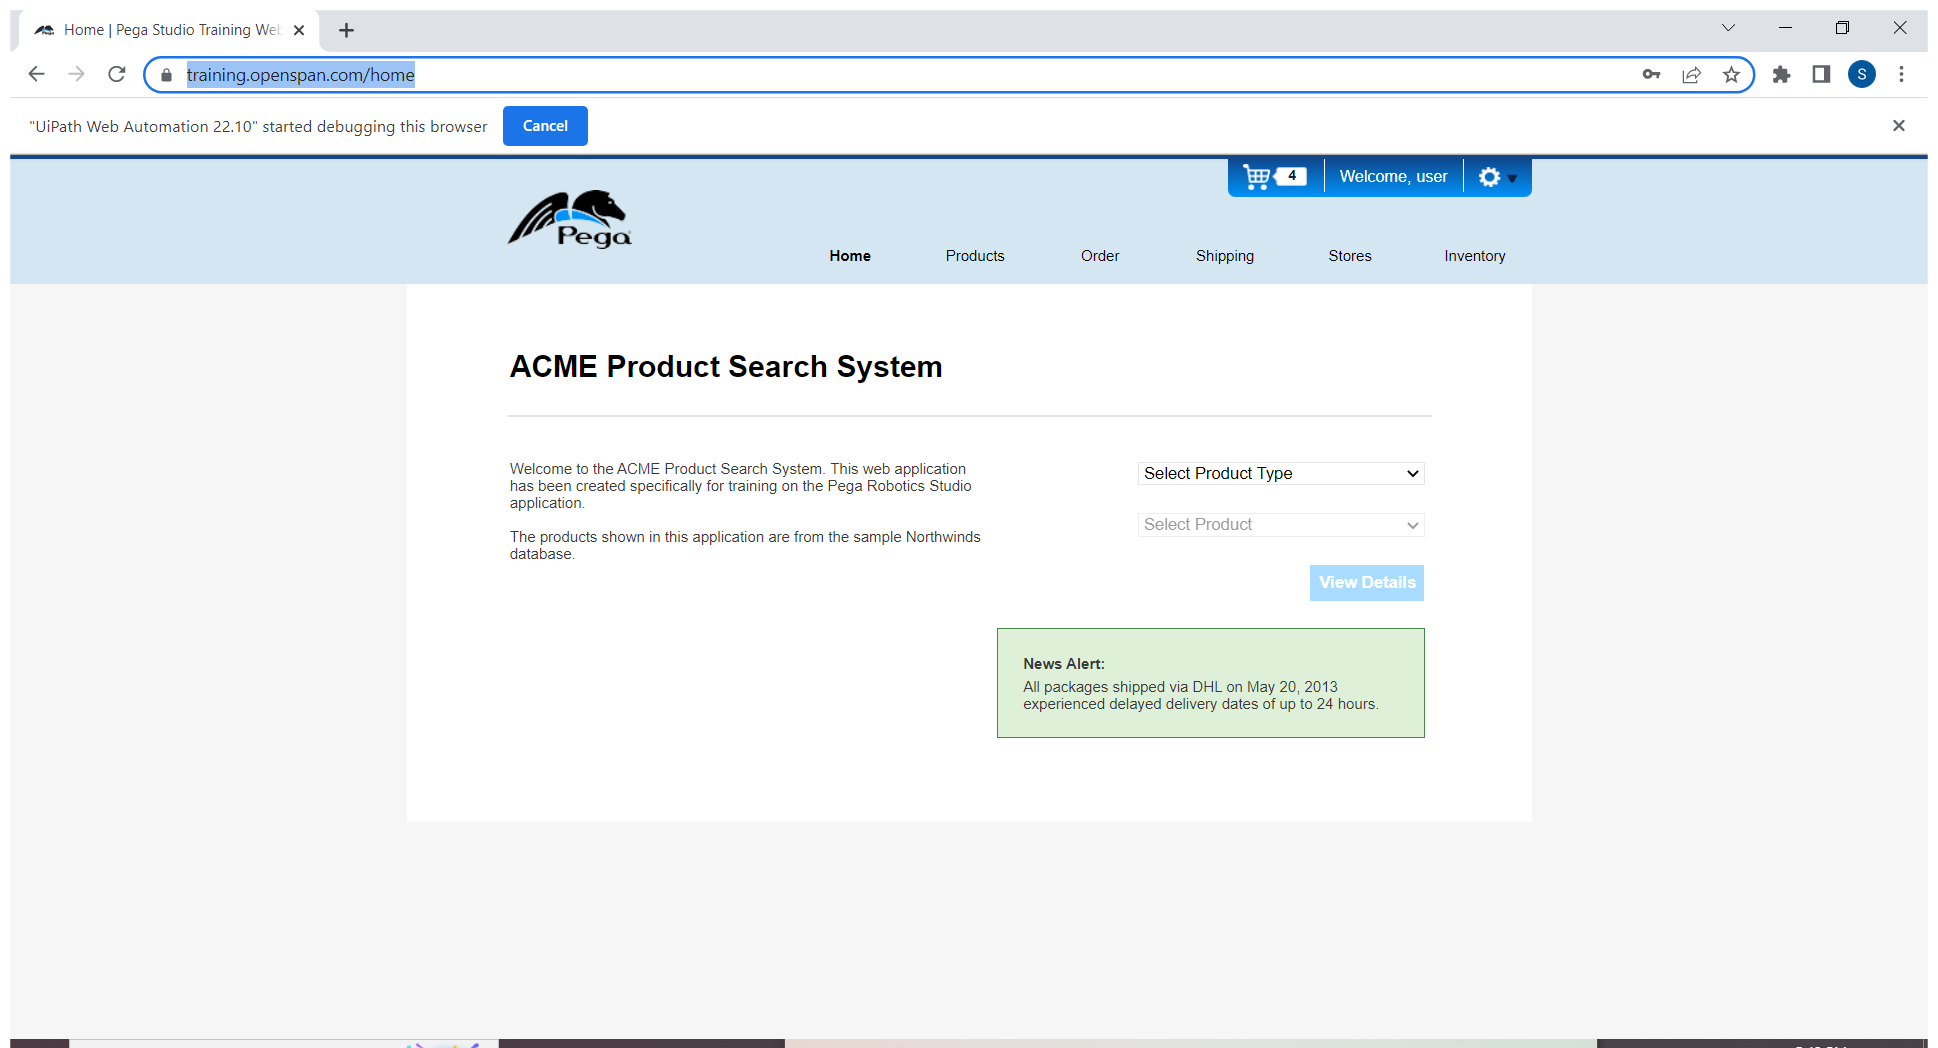 Home | Pega Studio Training Web
training.openspan.com/home
S
"UiPath Web Automation 22.10" started debugging this browser
Cancel
4
Welcome, user
Pega
Home
Products
Order
Shipping
Stores
Inventory
ACME Product Search System
Welcome to the ACME Product Search System. This web application
has been created specifically for training on the Pega Robotics Studio
application.
The products shown in this application are from the sample Northwinds
database.
Select Product Type
Select Product
View Details
News Alert:
All packages shipped via DHL on May 20, 2013
experienced delayed delivery dates of up to 24 hours.